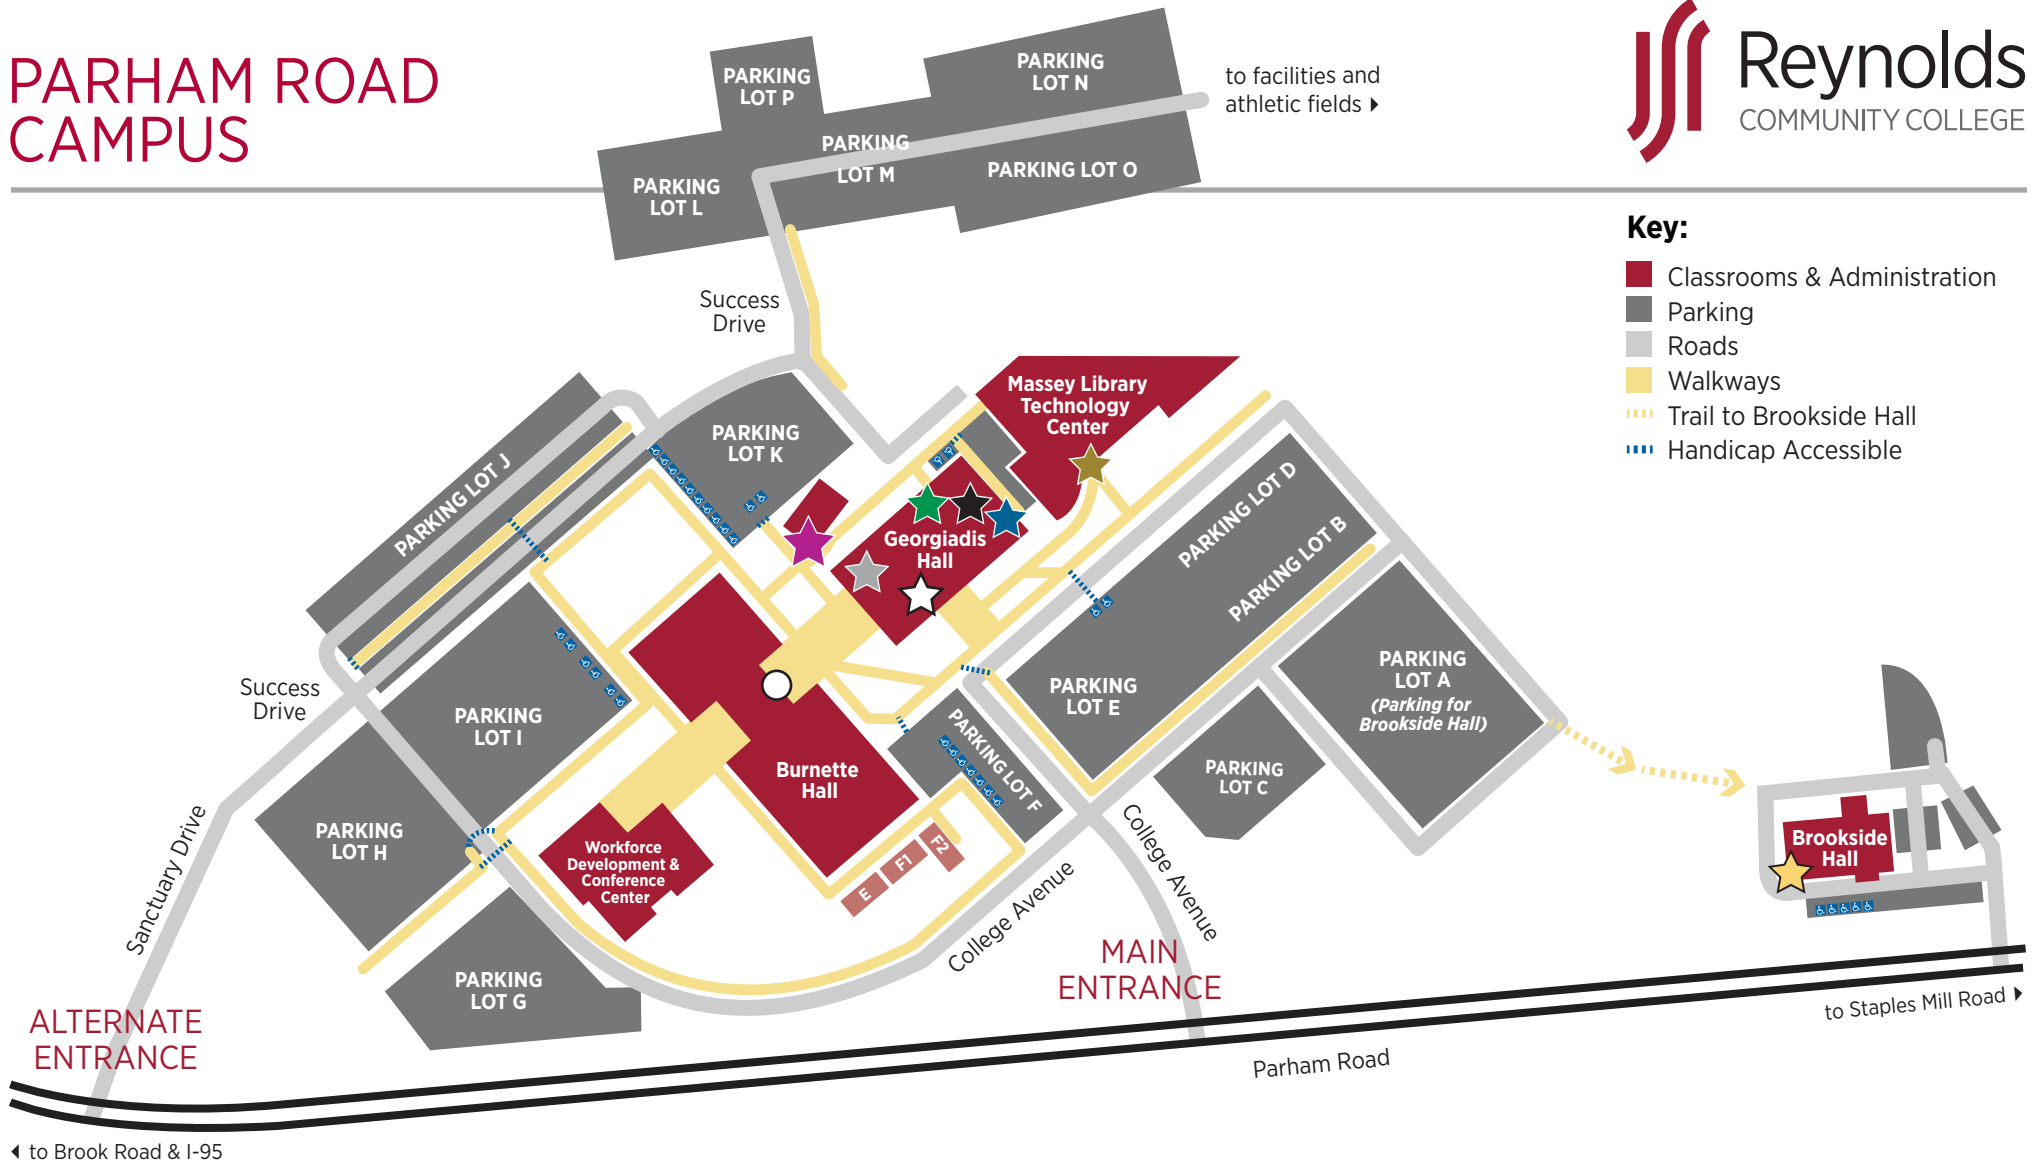 PARHAM ROAD
CAMPUS
Reynolds
COMMUNITY COLLEGE
PARKING
LOT P
PARKING
LOT N
to facilities and
athletic fields
PARKING
LOT M
PARKING LOT O
PARKING
LOT L
Key:
Classrooms & Administration
Parking
Roads
Walkways
Trail to Brookside Hall
Handicap Accessible
Success
Drive
Massey Library
Technology
Center
PARKING
LOT K
PARKING LOT J
PARKING LOT D
PARKING LOT B
Georgiadis
Hall
PARKING
LOT E
PARKING
LOT A
(Parking for
Brookside Hall)
Success
Drive
PARKING
LOT I
PARKING LOT F
PARKING
LOT C
Burnette
Hall
PARKING
LOT H
Workforce
Development &
Conference
Center
E
F1
F2
Brookside
Hall
Sanctuary Drive
College Avenue
College Avenue
PARKING
LOT G
MAIN
ENTRANCE
ALTERNATE
ENTRANCE
to Staples Mill Road
Parham Road
to Brook Road & I-95